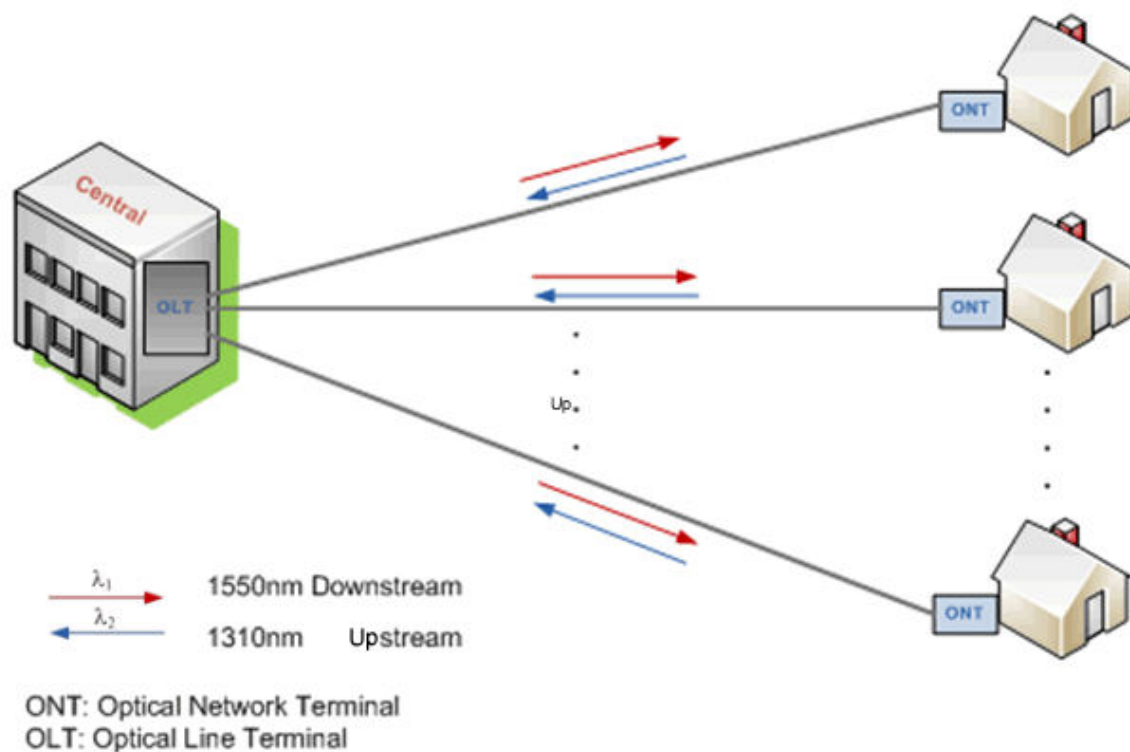 ONT
Central
ONT
OLT
Up
λ1
1550nm Downstream
λ2
1310nm Upstream
ONT
ONT: Optical Network Terminal
OLT: Optical Line Terminal